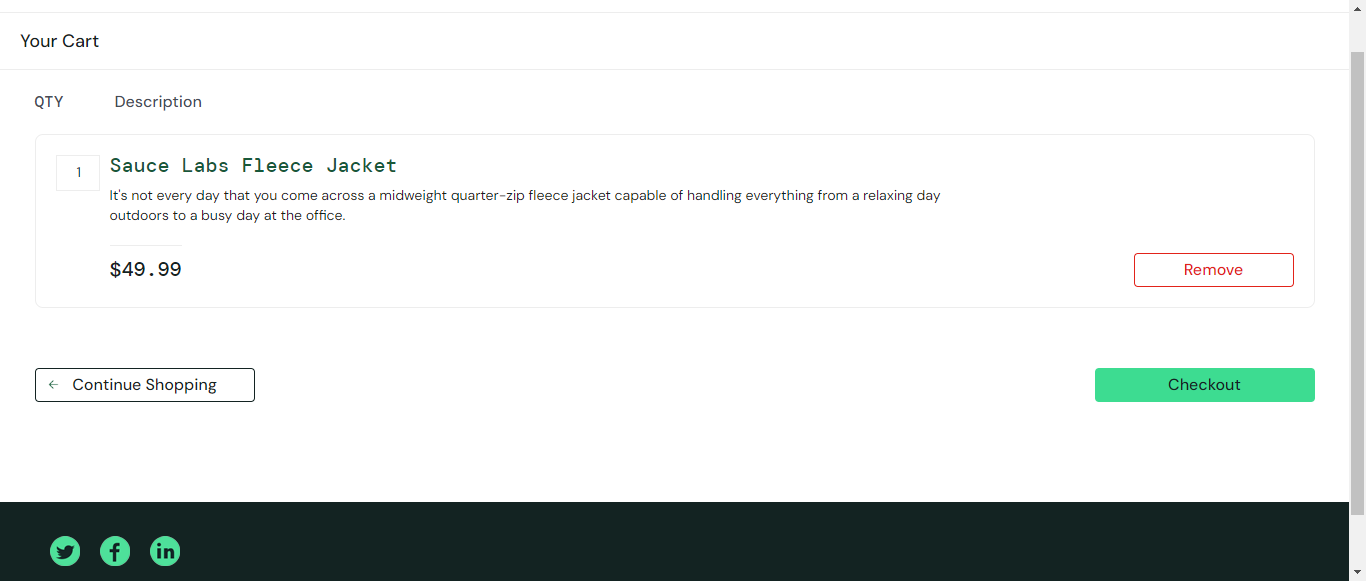 Your Cart
QTY Description
1 Sauce Labs Fleece Jacket
It's not every day that you come across a midweight quarter-zip fleece jacket capable of handling everything from a relaxing day
outdoors to a busy day at the office.
$49.99 Remove
← Continue Shopping Checkout